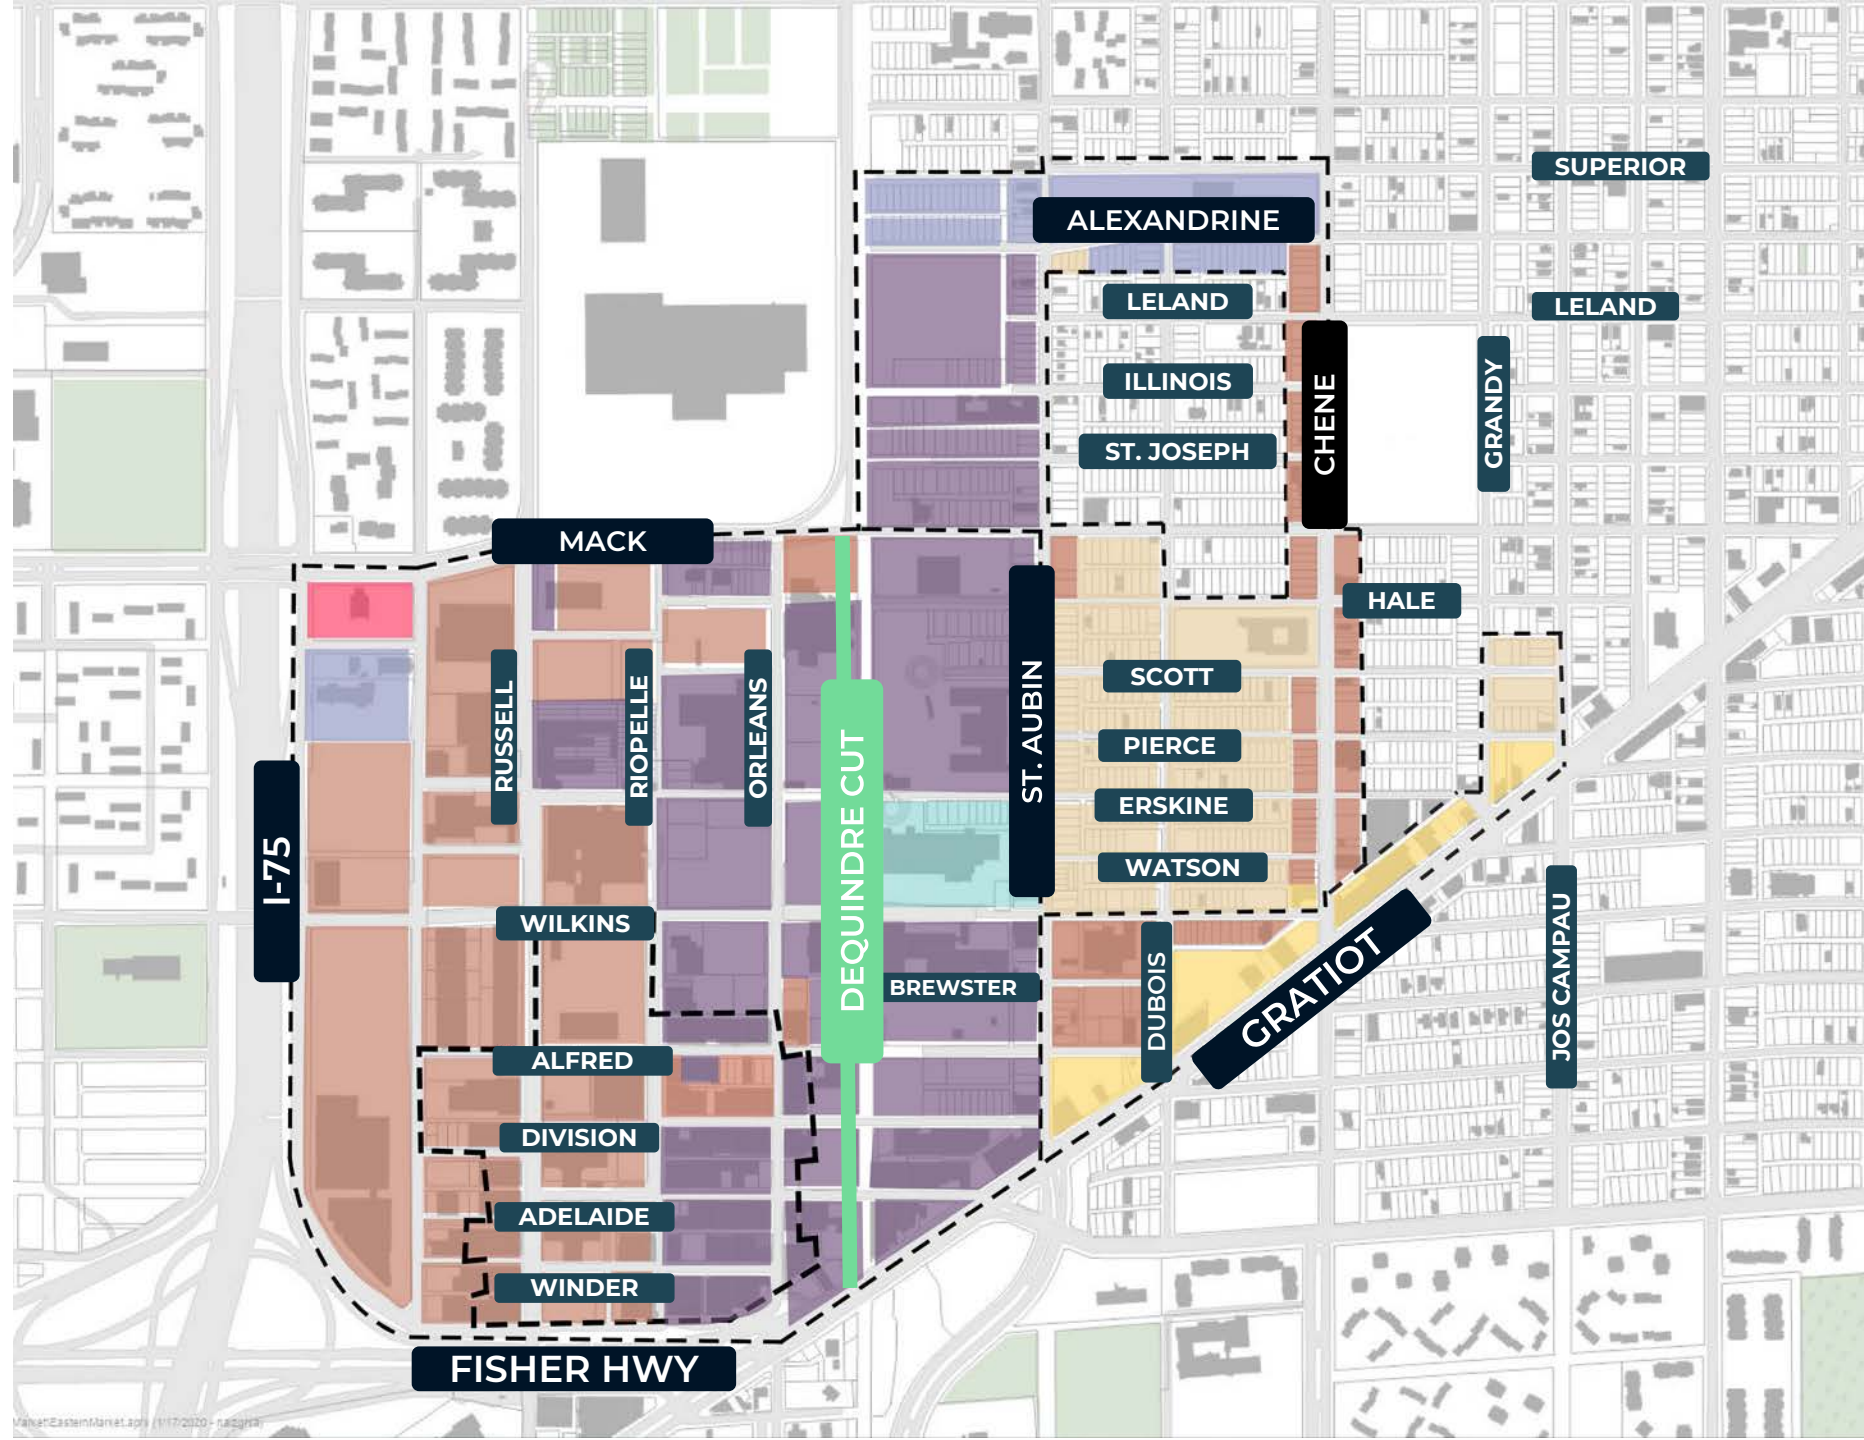 SUPERIOR
ALEXANDRINE
LELAND
LELAND
ILLINOIS
CHENE
GRANDY
ST. JOSEPH
MACK
HALE
SCOTT
RUSSELL
RIOPELLE
ORLEANS
ST. AUBIN
PIERCE
ERSKINE
I-75
DEQUINDRE CUT
WATSON
WILKINS
BREWSTER
DUBOIS
GRATIOT
JOS CAMPAU
ALFRED
DIVISION
ADELAIDE
WINDER
FISHER HWY